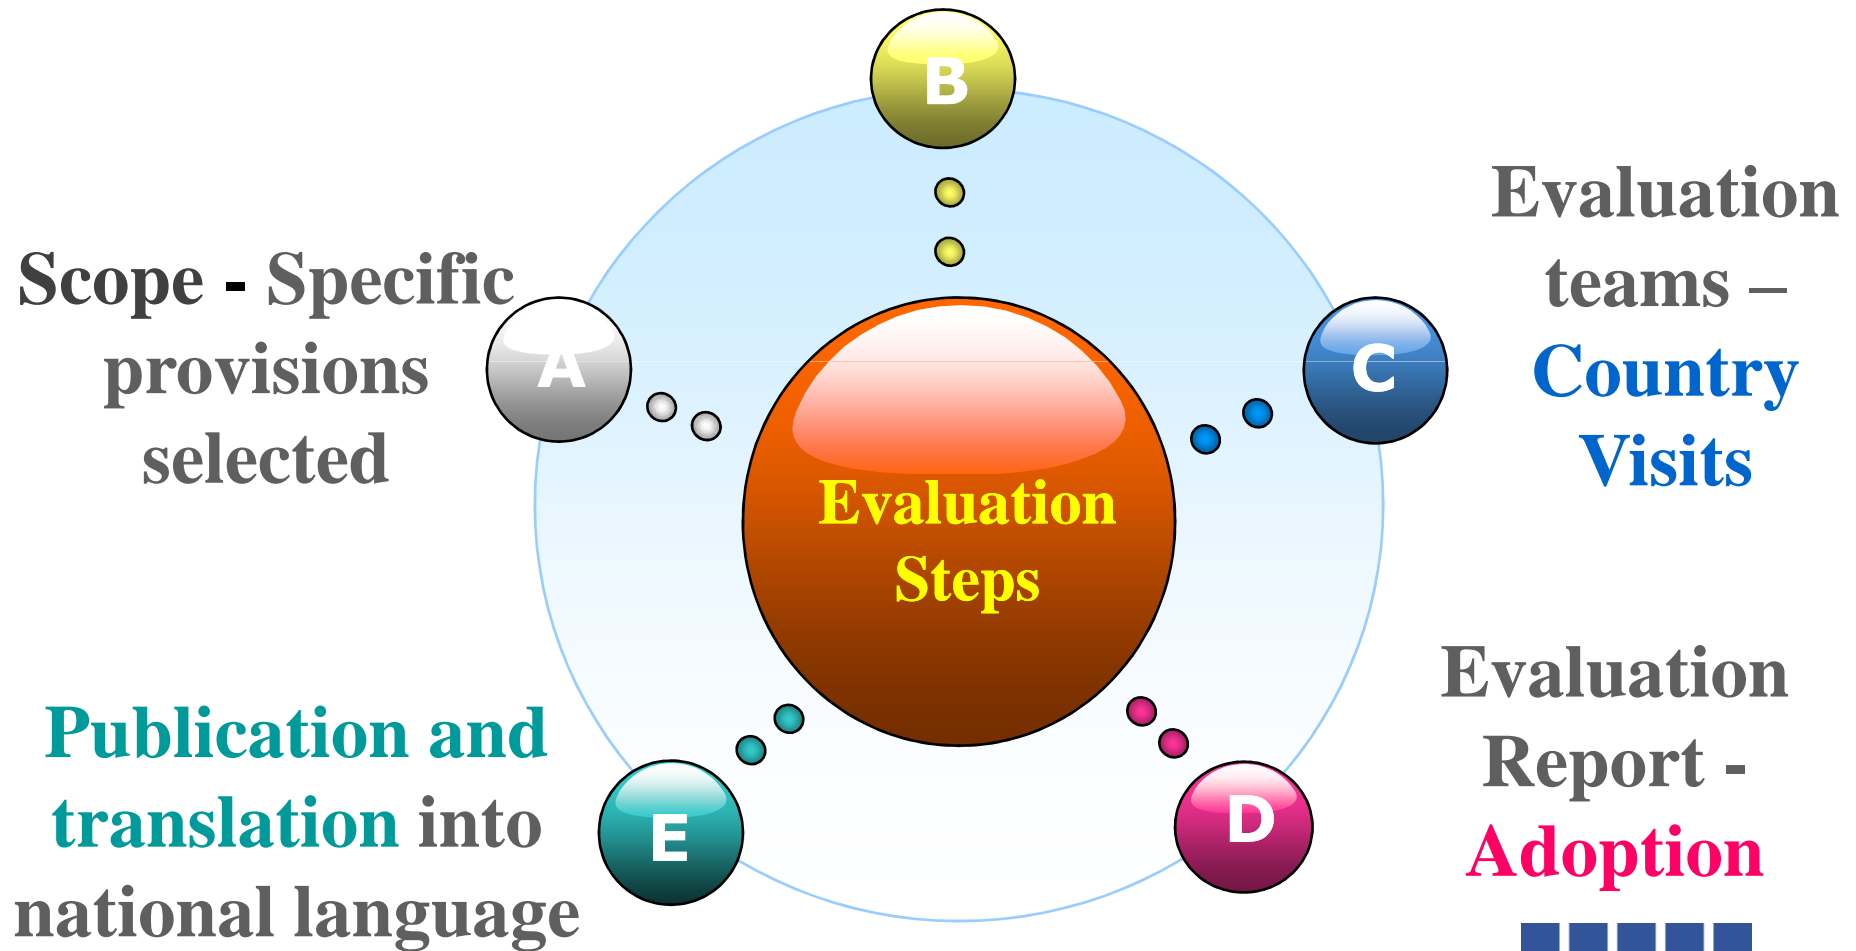 B
Scope - Specific
provisions
selected
A
Evaluation
teams –
Country
Visits
C
Evaluation
Steps
Publication and
translation into
national language
E
D
Evaluation
Report -
Adoption